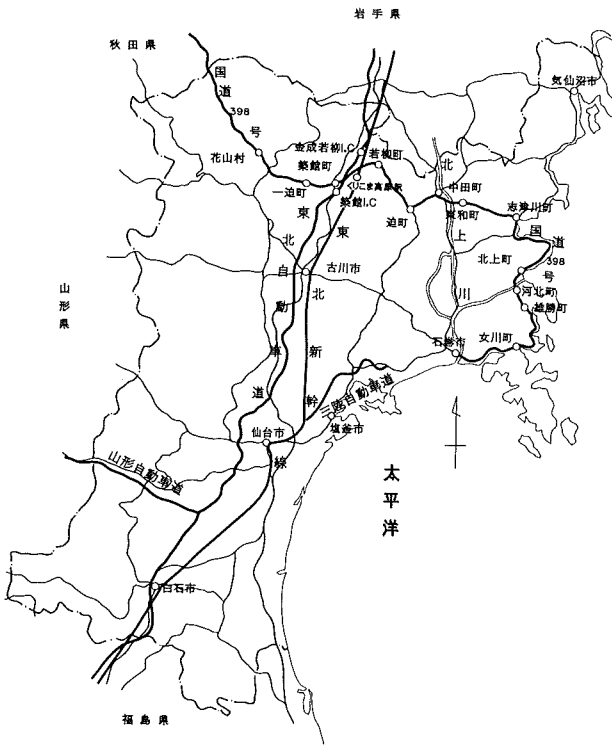 岩手県
秋田県
国道
398
号
気仙沼市
金成若柳I.C
若柳町
花山村
築館町
くりこま高原駅
一迫町
築館I.C
北上川
中田町
東和町
志津川町
迫町
国道
398
号
北上町
河北町
雄勝町
東北自動車道
東北新幹線
古川市
山形県
石巻市
女川町
三陸自動車道
塩釜市
仙台市
山形自動車道
太平洋
白石市
福島県